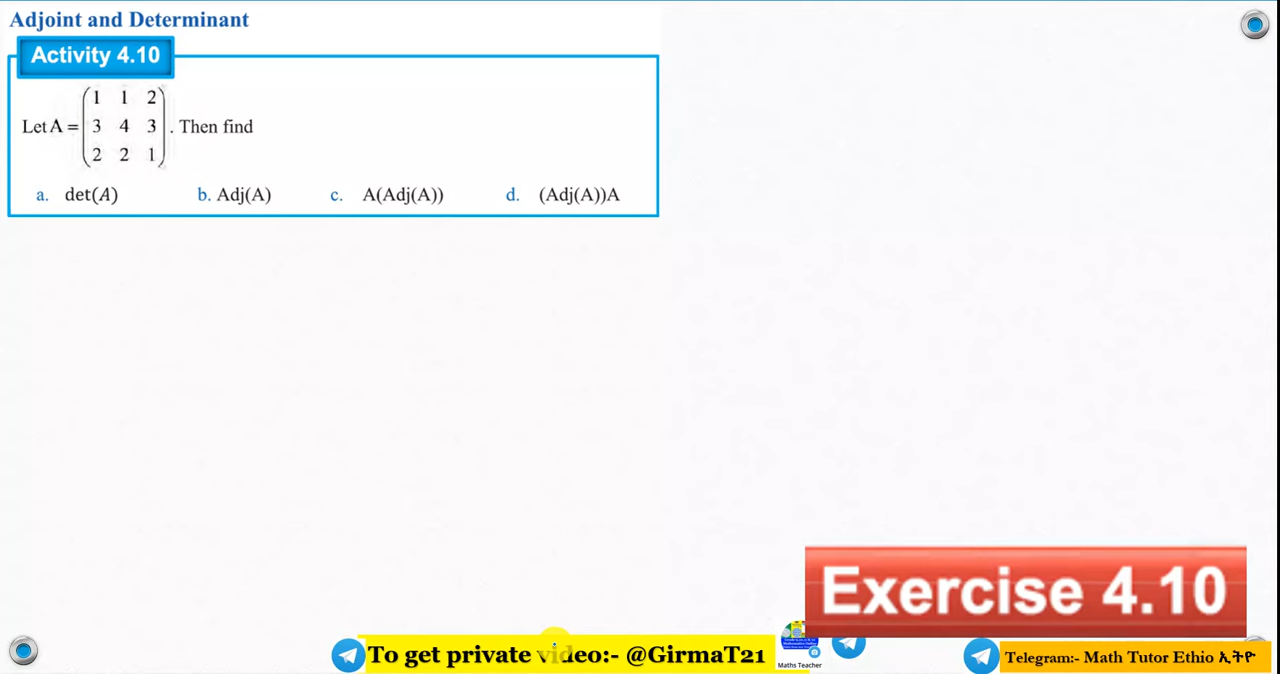 Adjoint and Determinant
Activity 4.10
Let A = (1 1 2
3 4 3
2 2 1). Then find
a. det(A) b. Adj(A) c. A(Adj(A)) d. (Adj(A))A
Exercise 4.10
To get private video:- @GirmaT21
Maths Teacher
Telegram:- Math Tutor Ethio ኢትዮ